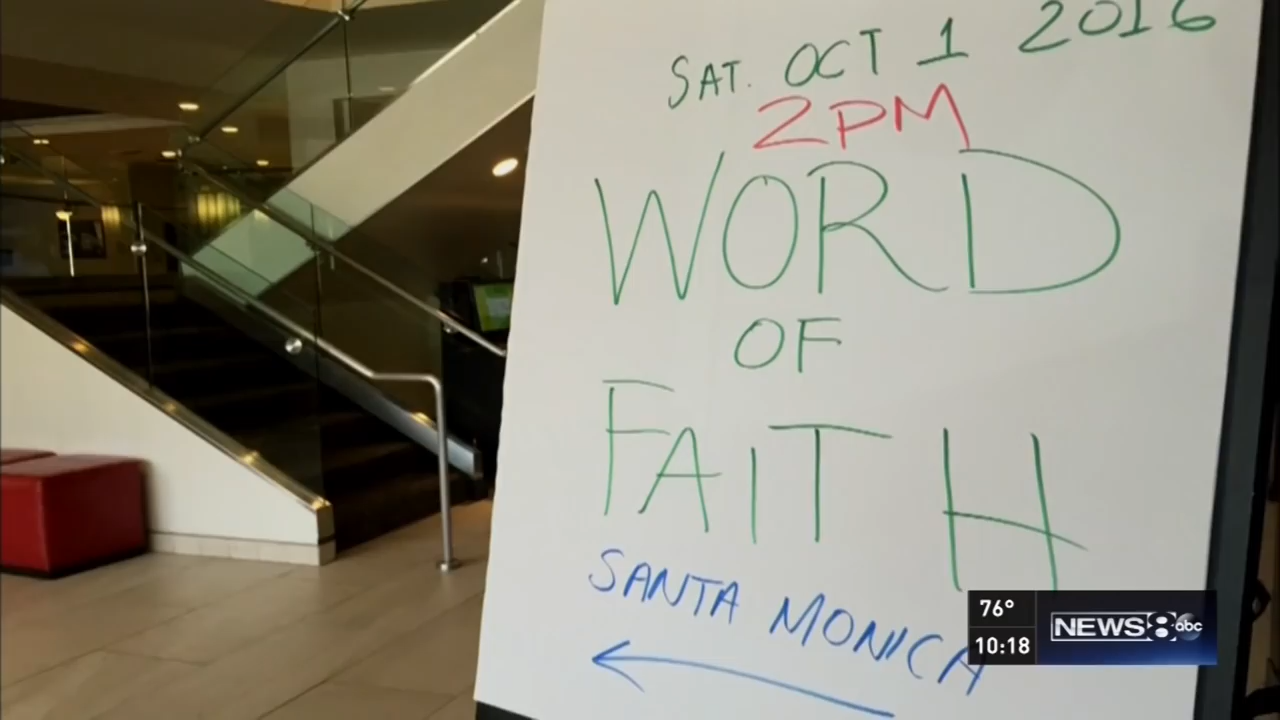 SAT. OCT 1 2016
2PM
WORD
OF
FAITH
SANTA MONICA
76°
10:18
NEWS 8 abc